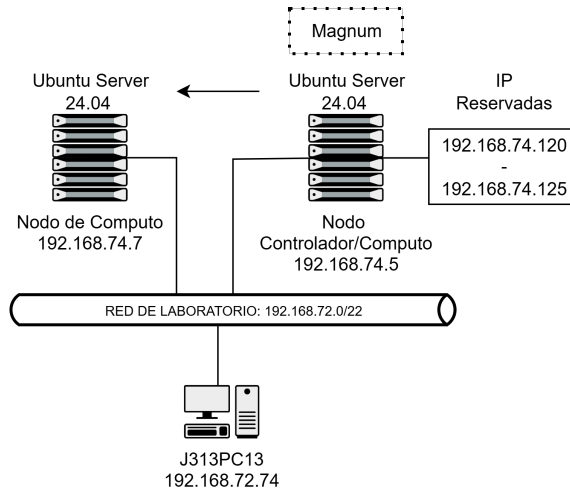 Magnum
Ubuntu Server
24.04
Ubuntu Server
24.04
IP
Reservadas
192.168.74.120
-
192.168.74.125
Nodo de Computo
192.168.74.7
Nodo
Controlador/Computo
192.168.74.5
RED DE LABORATORIO: 192.168.72.0/22
J313PC13
192.168.72.74